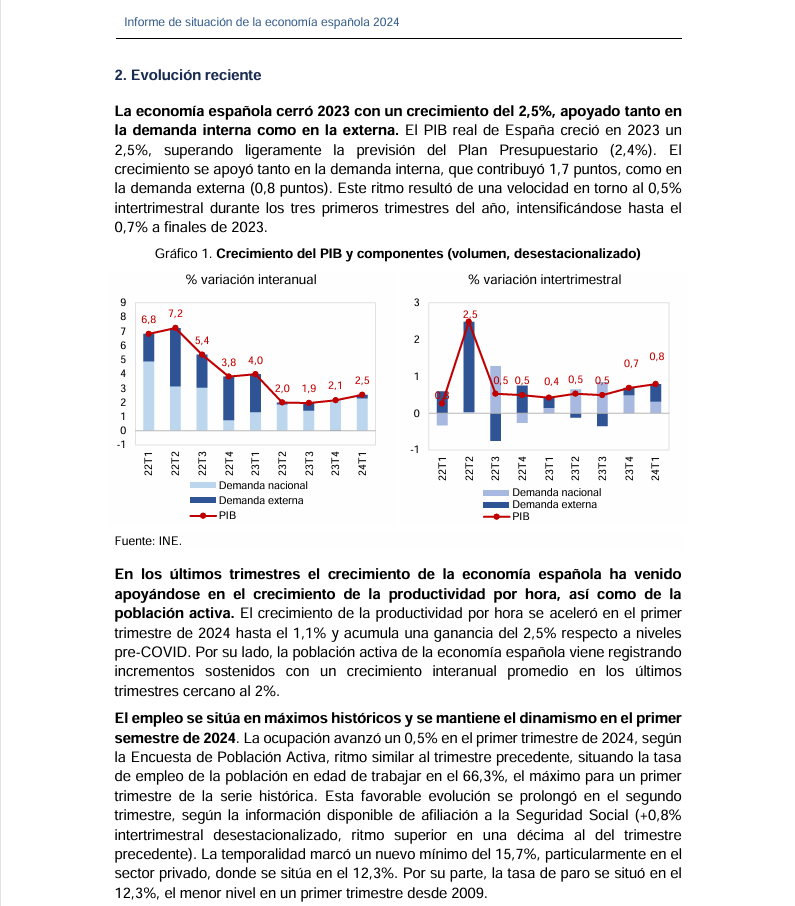 Informe de situación de la economía española 2024
2. Evolución reciente
La economía española cerró 2023 con un crecimiento del 2,5%, apoyado tanto en
la demanda interna como en la externa. El PIB real de España creció en 2023 un
2,5%, superando ligeramente la previsión del Plan Presupuestario (2,4%). El
crecimiento se apoyó tanto en la demanda interna, que contribuyó 1,7 puntos, como en
la demanda externa (0,8 puntos). Este ritmo resultó de una velocidad en torno al 0,5%
intertrimestral durante los tres primeros trimestres del año, intensificándose hasta el
0,7% a finales de 2023.
Gráfico 1. Crecimiento del PIB y componentes (volumen, desestacionalizado)
% variación interanual
9
8
7
6
5
4
3
2
1
0
-1
6,8
7,2
5,4
3,8
4,0
2,0
1,9
2,1
2,5
22T1
22T2
22T3
22T4
23T1
23T2
23T3
23T4
24T1
Demanda nacional
Demanda externa
PIB
% variación intertrimestral
3
2
1
0
-1
0,3
2,5
0,5
0,5
0,4
0,5
0,5
0,7
0,8
22T1
22T2
22T3
22T4
23T1
23T2
23T3
23T4
24T1
Demanda nacional
Demanda externa
PIB
Fuente: INE.
En los últimos trimestres el crecimiento de la economía española ha venido
apoyándose en el crecimiento de la productividad por hora, así como de la
población activa. El crecimiento de la productividad por hora se aceleró en el primer
trimestre de 2024 hasta el 1,1% y acumula una ganancia del 2,5% respecto a niveles
pre-COVID. Por su lado, la población activa de la economía española viene registrando
incrementos sostenidos con un crecimiento interanual promedio en los últimos
trimestres cercano al 2%.
El empleo se sitúa en máximos históricos y se mantiene el dinamismo en el primer
semestre de 2024. La ocupación avanzó un 0,5% en el primer trimestre de 2024, según
la Encuesta de Población Activa, ritmo similar al trimestre precedente, situando la tasa
de empleo de la población en edad de trabajar en el 66,3%, el máximo para un primer
trimestre de la serie histórica. Esta favorable evolución se prolongó en el segundo
trimestre, según la información disponible de afiliación a la Seguridad Social (+0,8%
intertrimestral desestacionalizado, ritmo superior en una décima al del trimestre
precedente). La temporalidad marcó un nuevo mínimo del 15,7%, particularmente en el
sector privado, donde se sitúa en el 12,3%. Por su parte, la tasa de paro se situó en el
12,3%, el menor nivel en un primer trimestre desde 2009.